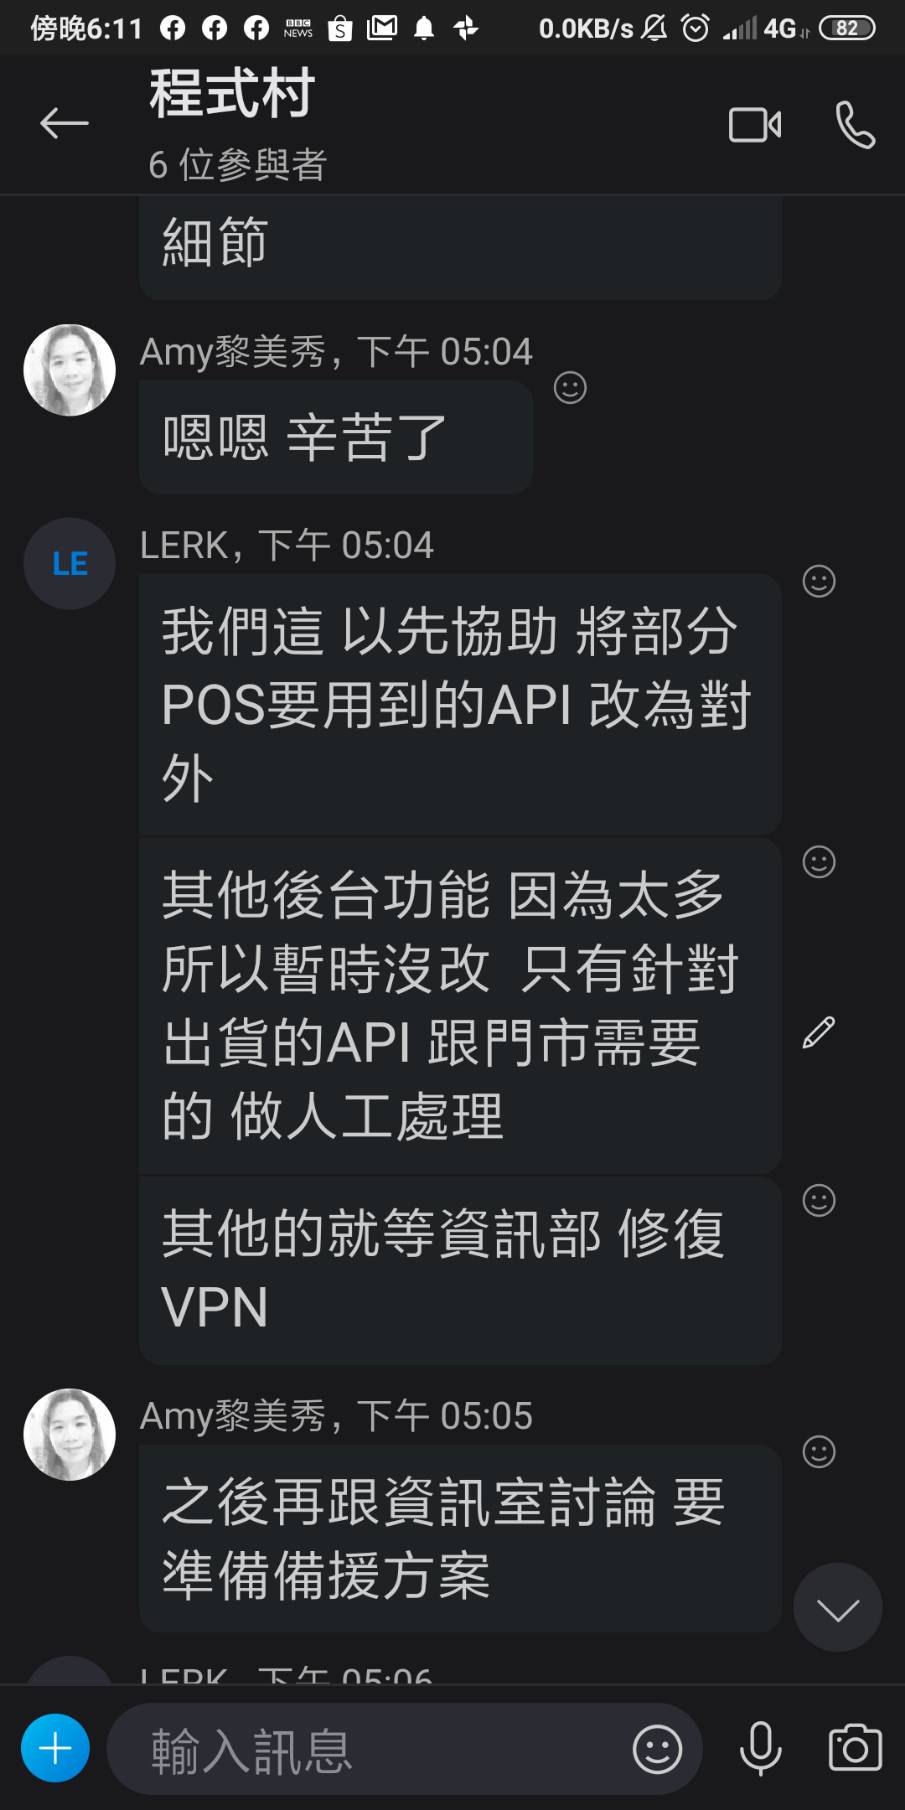 傍晚6:11
BBC
NEWS
S
0.0KB/s
4G
82
程式村
6 位參與者
細節
Amy黎美秀, 下午 05:04
嗯嗯 辛苦了
LE
LERK, 下午 05:04
我們這 以先協助 將部分
POS要用到的API 改為對
外
其他後台功能 因為太多
所以暫時沒改  只有針對
出貨的API 跟門市需要
的 做人工處理
其他的就等資訊部 修復
VPN
Amy黎美秀, 下午 05:05
之後再跟資訊室討論 要
準備備援方案
LERK, 下午 05:06
輸入訊息